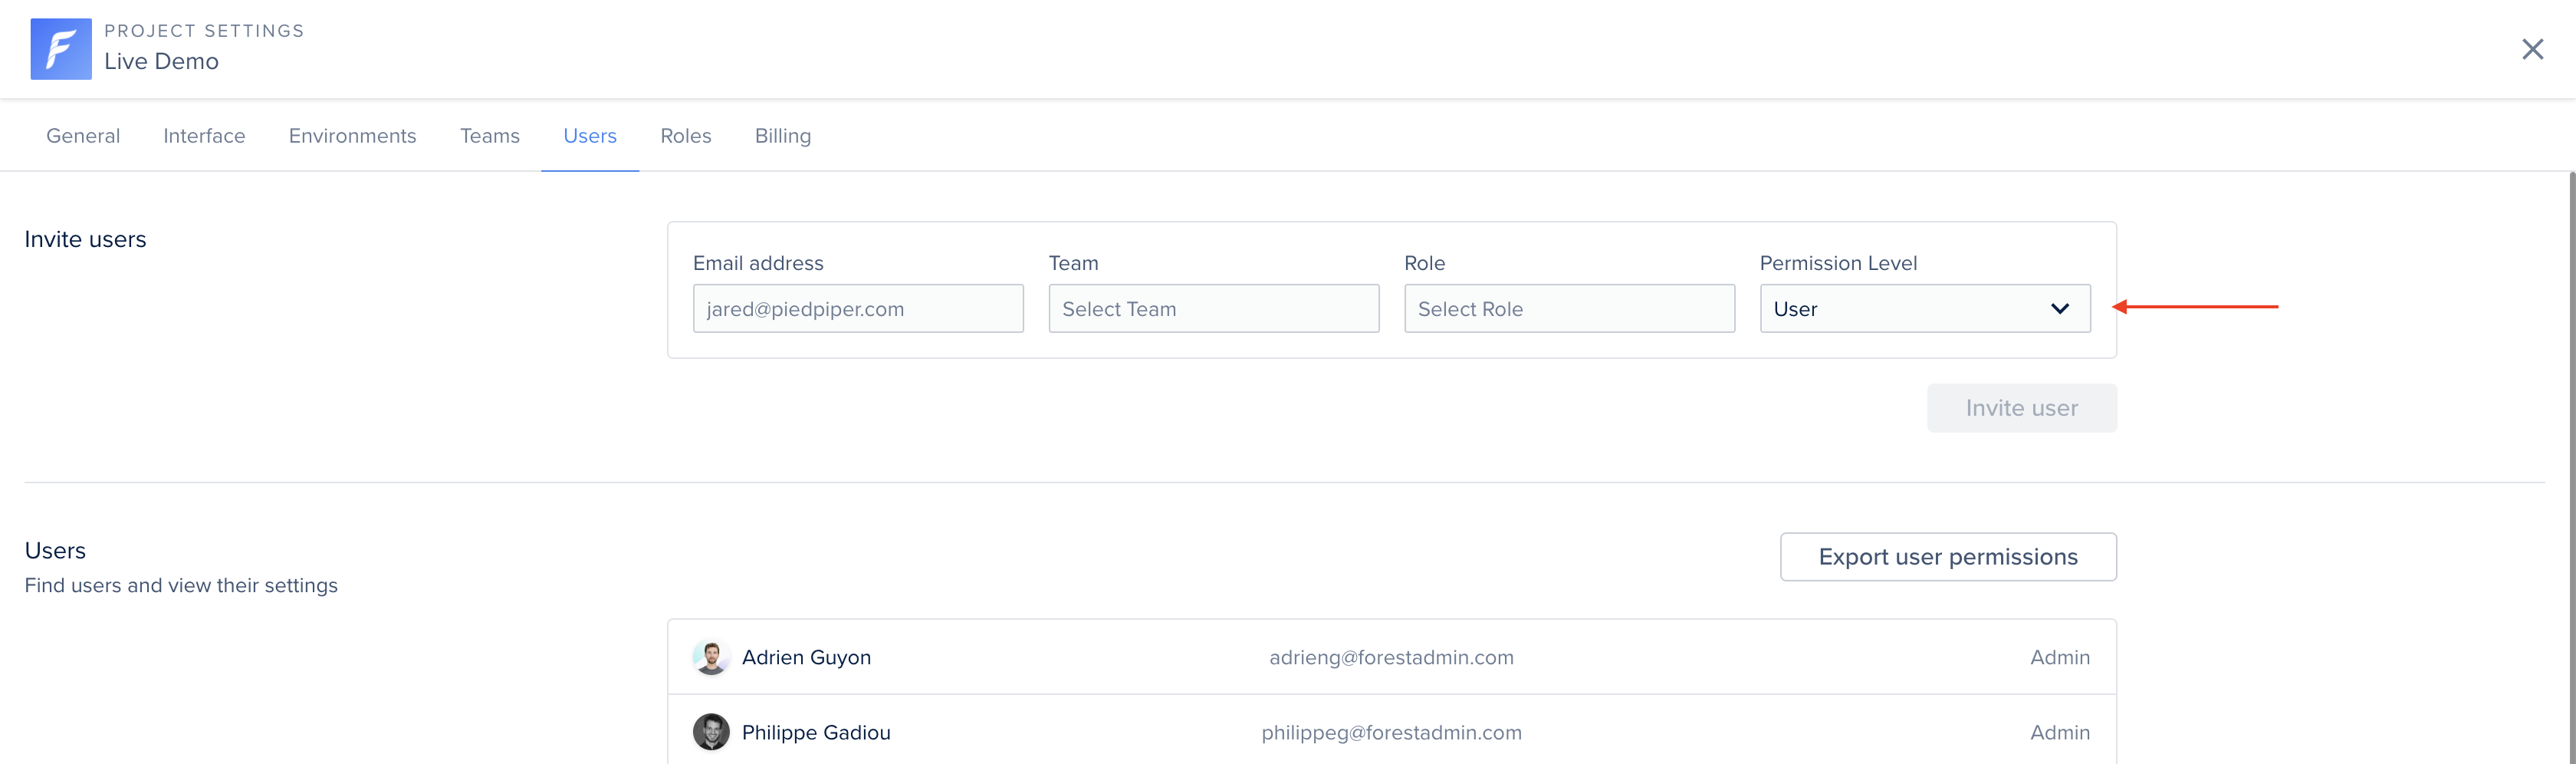 PROJECT SETTINGS
Live Demo
General Interface Environments Teams Users Roles Billing
Invite users
Email address Team Role Permission Level
jared@piedpiper.com Select Team Select Role User
Invite user
Users
Export user permissions
Find users and view their settings
Adrien Guyon adrieng@forestadmin.com Admin
Philippe Gadiou philippeg@forestadmin.com Admin